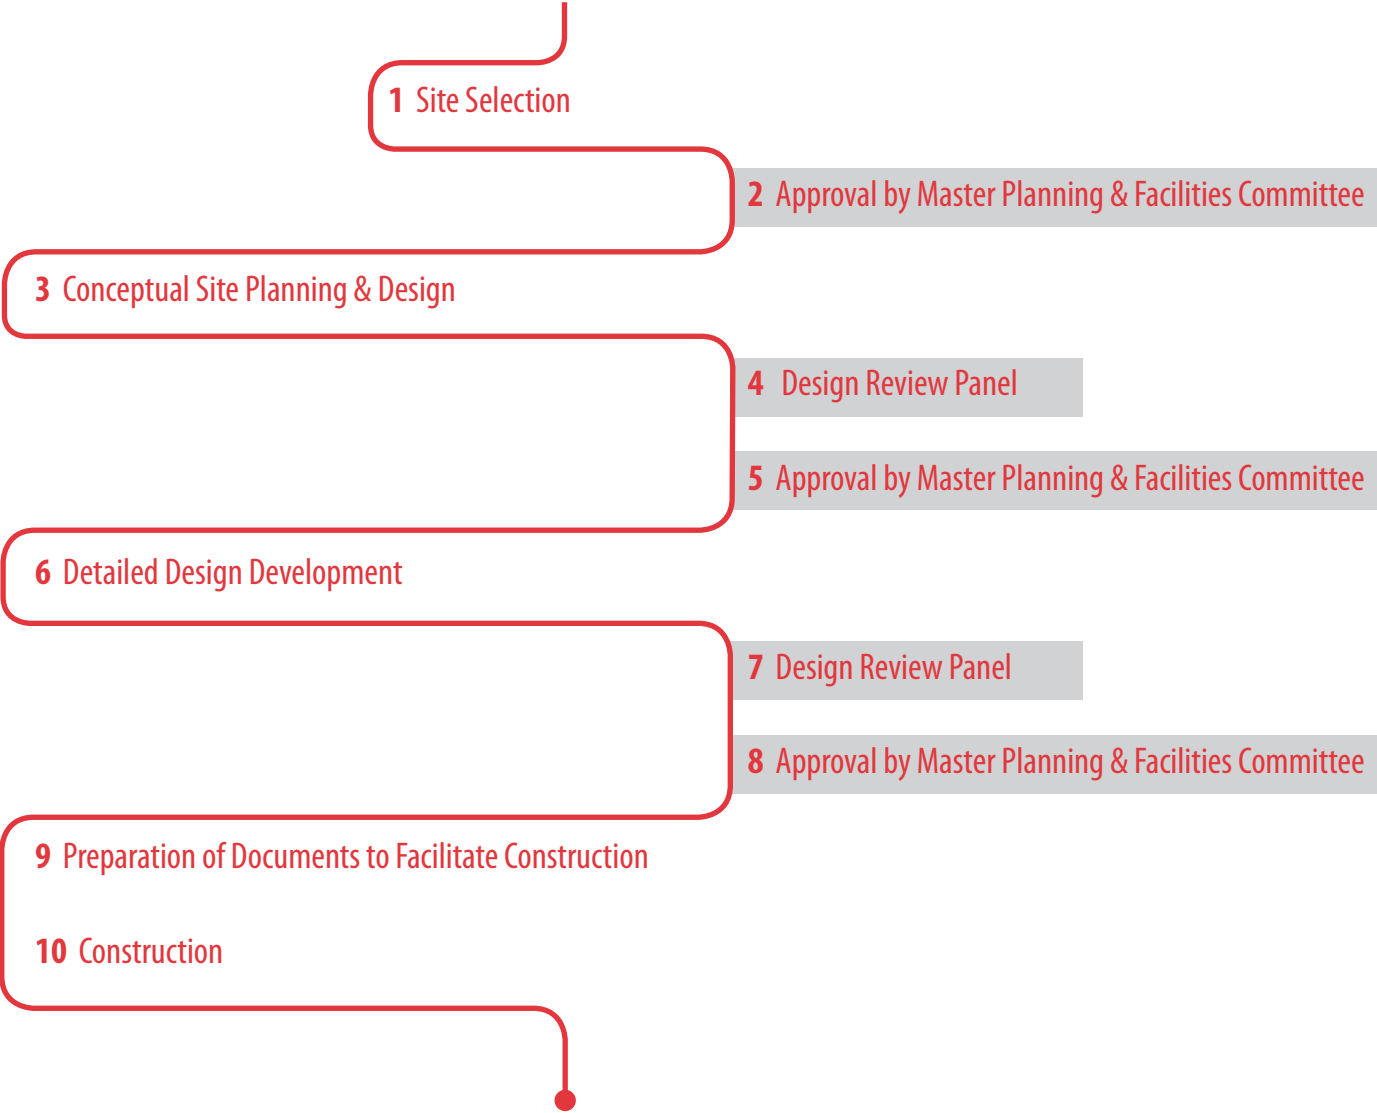 1 Site Selection
2 Approval by Master Planning & Facilities Committee
3 Conceptual Site Planning & Design
4 Design Review Panel
5 Approval by Master Planning & Facilities Committee
6 Detailed Design Development
7 Design Review Panel
8 Approval by Master Planning & Facilities Committee
9 Preparation of Documents to Facilitate Construction
10 Construction